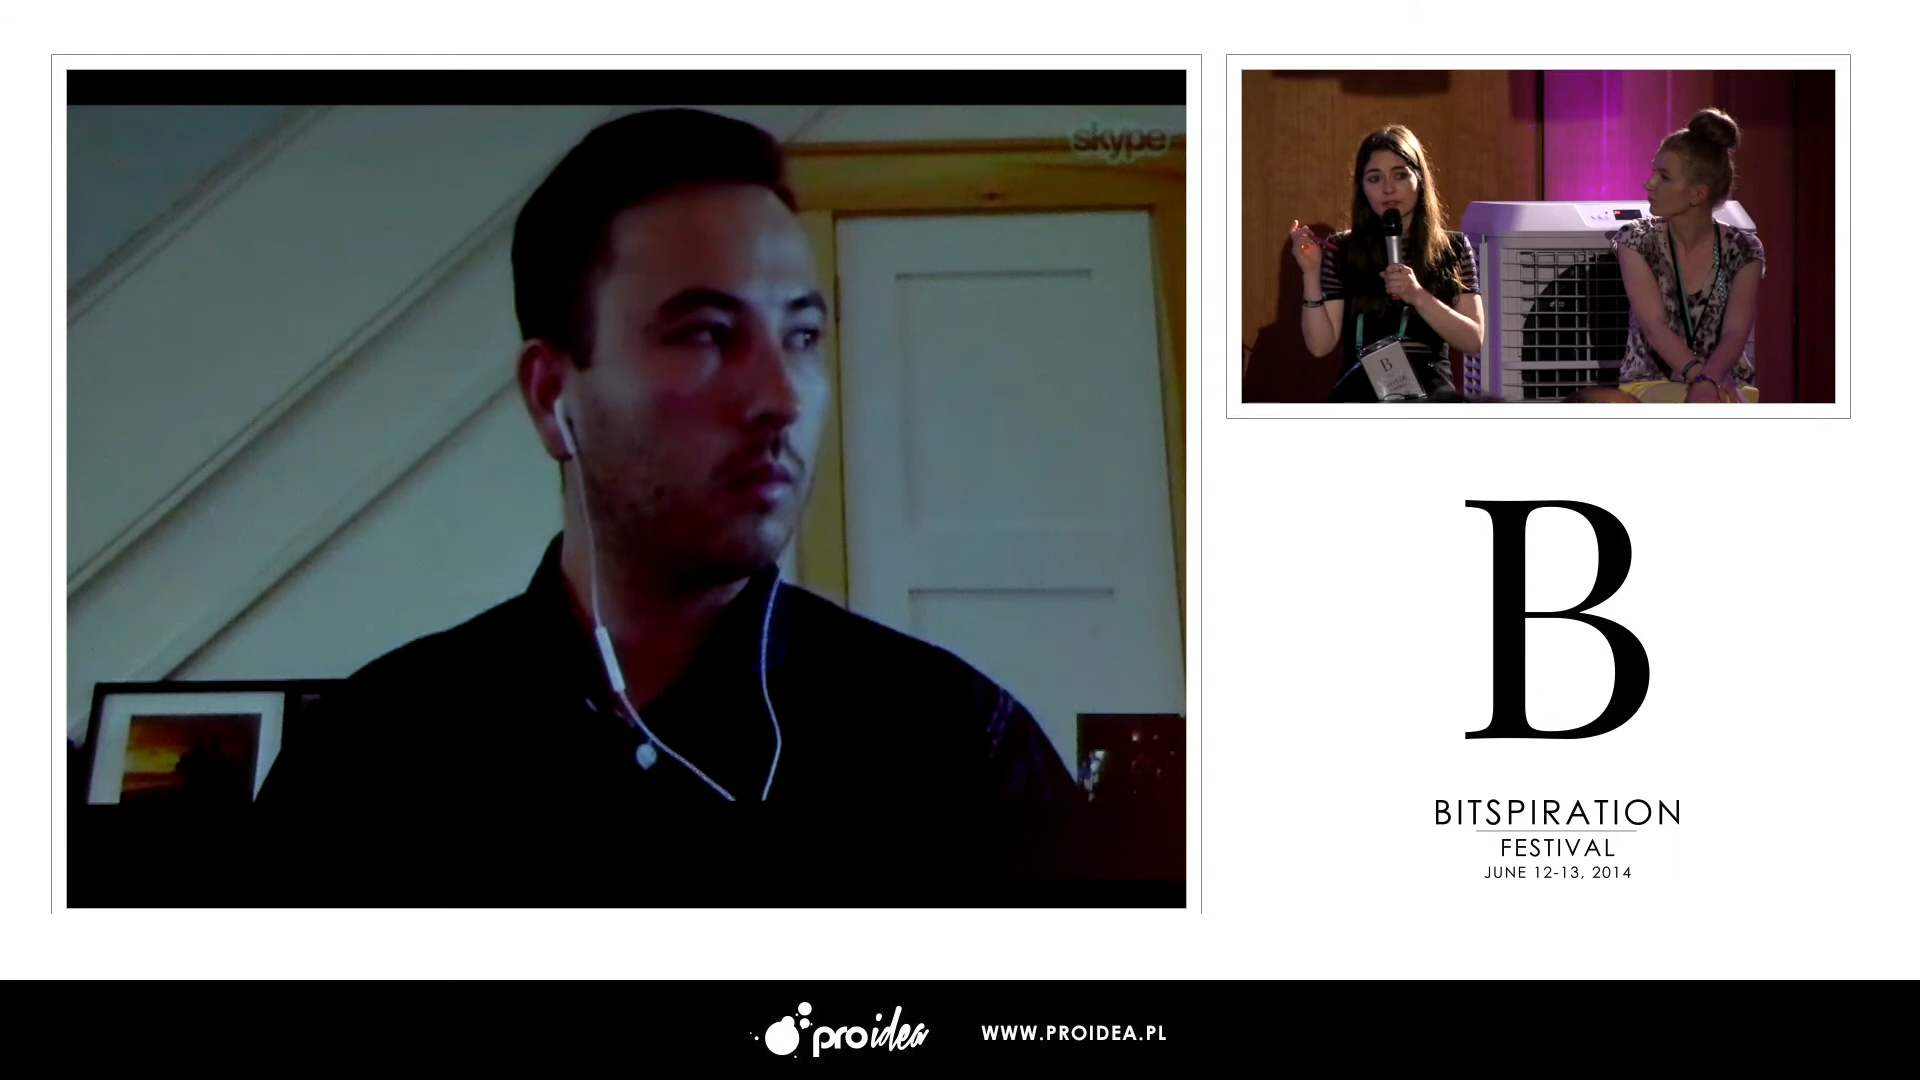 skype
B
B
BITSPIRATION
FESTIVAL
JUNE 12-13, 2014
proidea
WWW.PROIDEA.PL